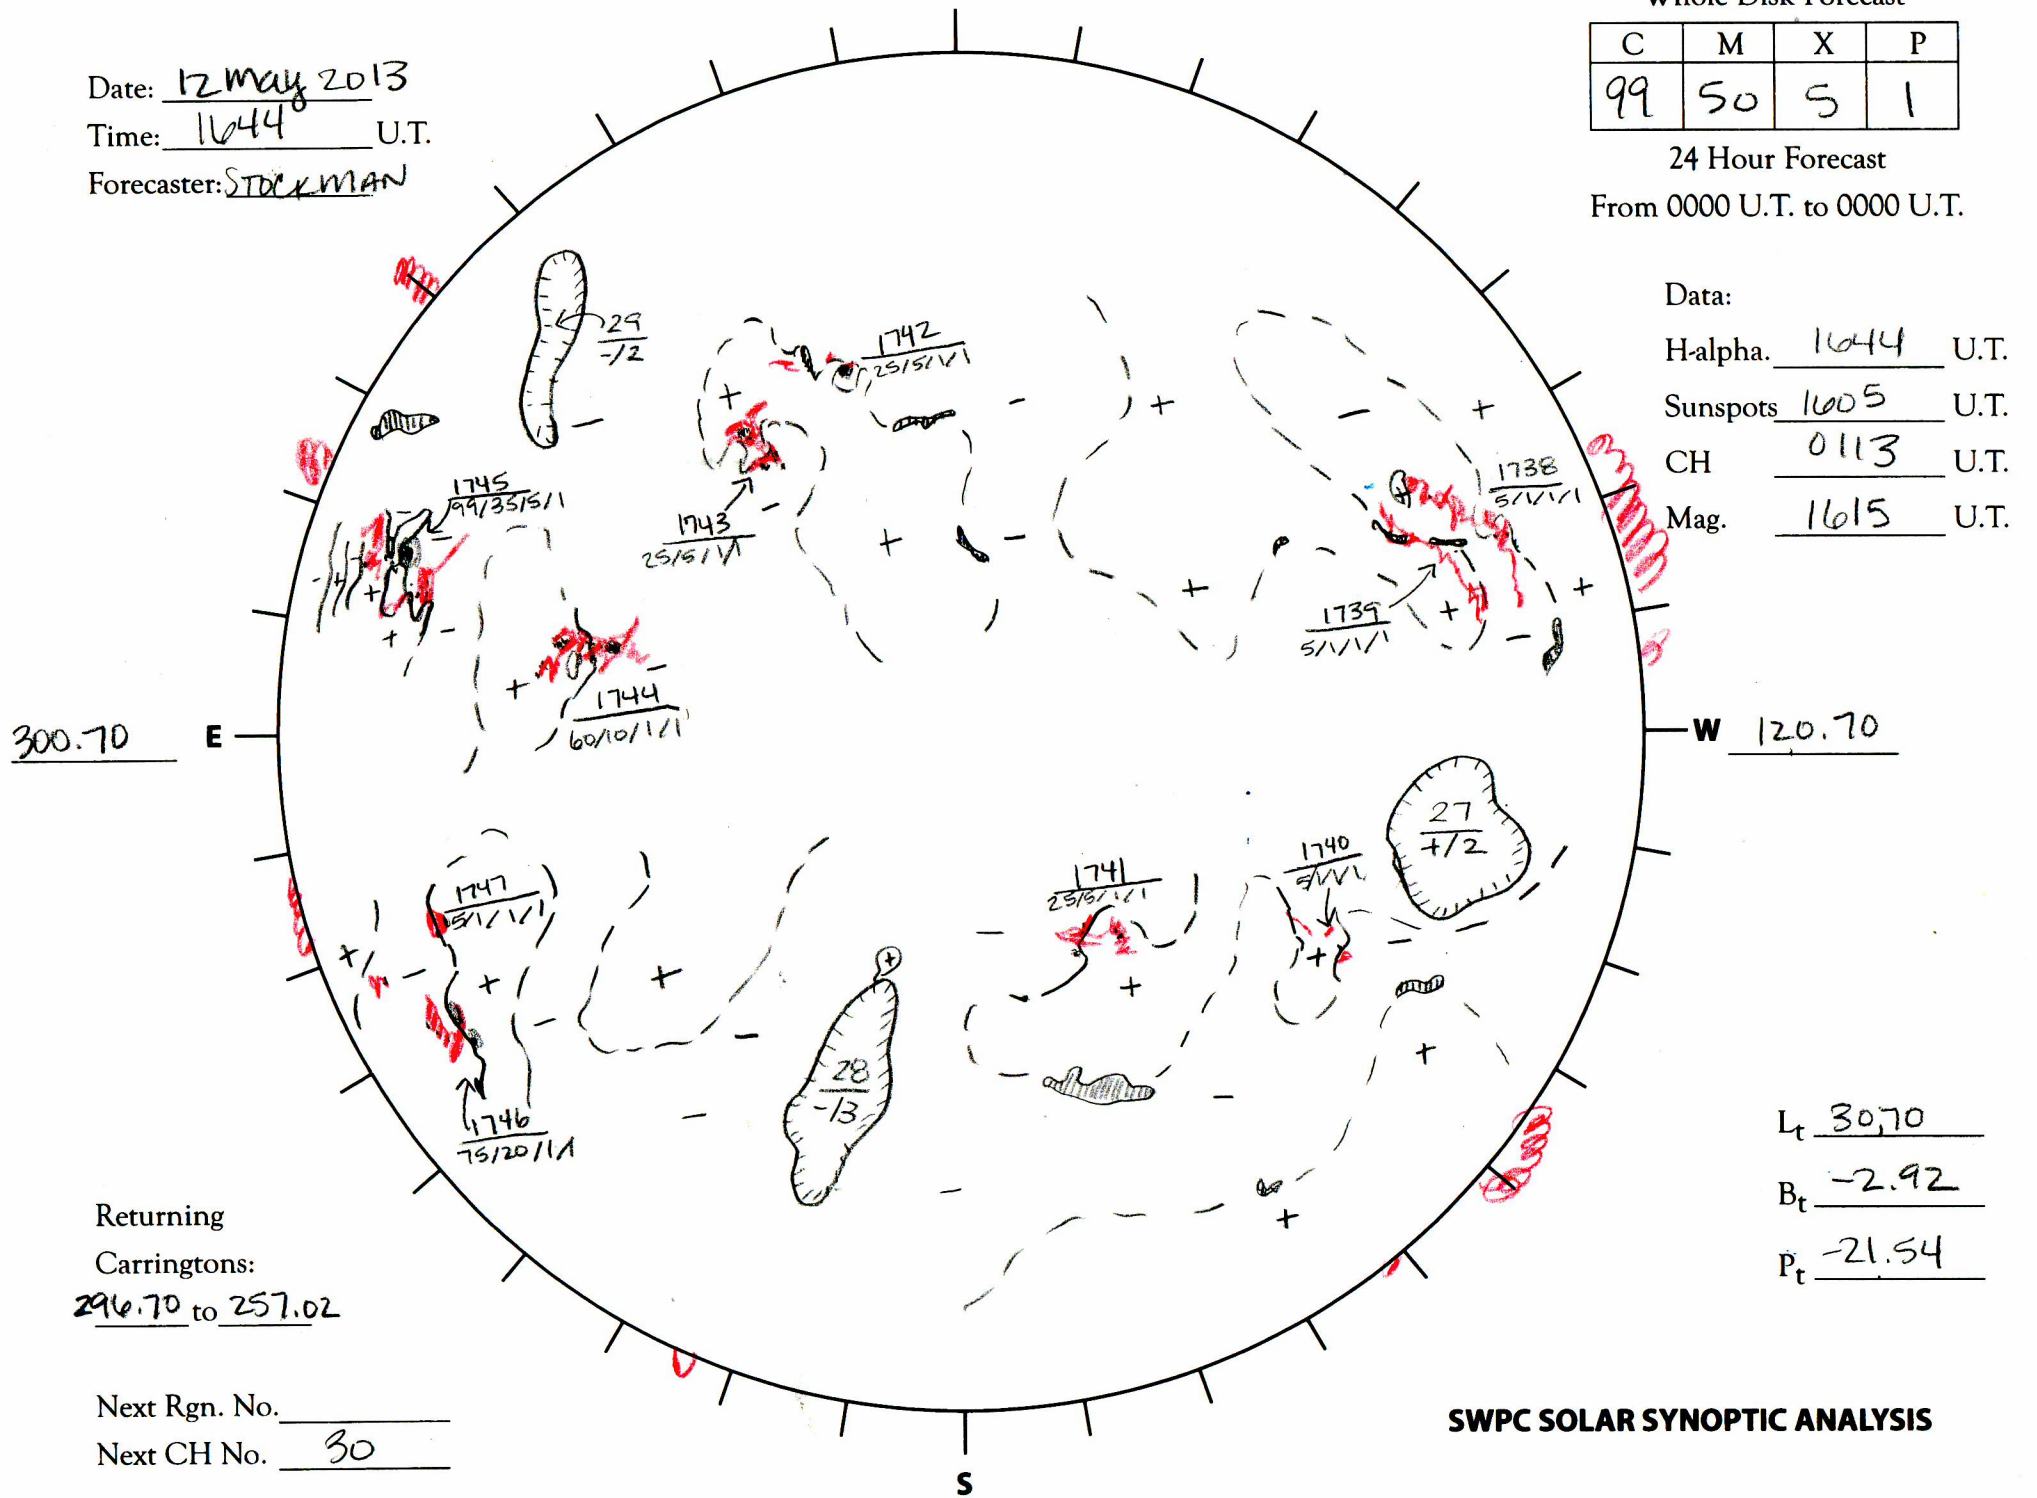 Whole Disk Forecast
C M X P
99 50 5 1
24 Hour Forecast
From 0000 U.T. to 0000 U.T.
Date: 12 May 2013
Time: 1644 U.T.
Forecaster: STOCKMAN
Data:
H-alpha. 1644 U.T.
Sunspots 1605 U.T.
CH 0113 U.T.
Mag. 1615 U.T.
29
-/2
1742
25/5/1/1
1745
99/35/5/1
1743
25/5/1/1
1738
5/1/1/1
1739
5/1/1/1
1744
60/10/1/1
300.70 E
W 120.70
27
+/2
1740
5/1/1/1
1741
25/5/1/1
1747
5/1/1/1
28
-/3
1746
75/20/1/1
Lt 30.70
Bt -2.92
Pt -21.54
Returning
Carringtons:
296.70 to 257.02
Next Rgn. No.
Next CH No. 30
SWPC SOLAR SYNOPTIC ANALYSIS
S